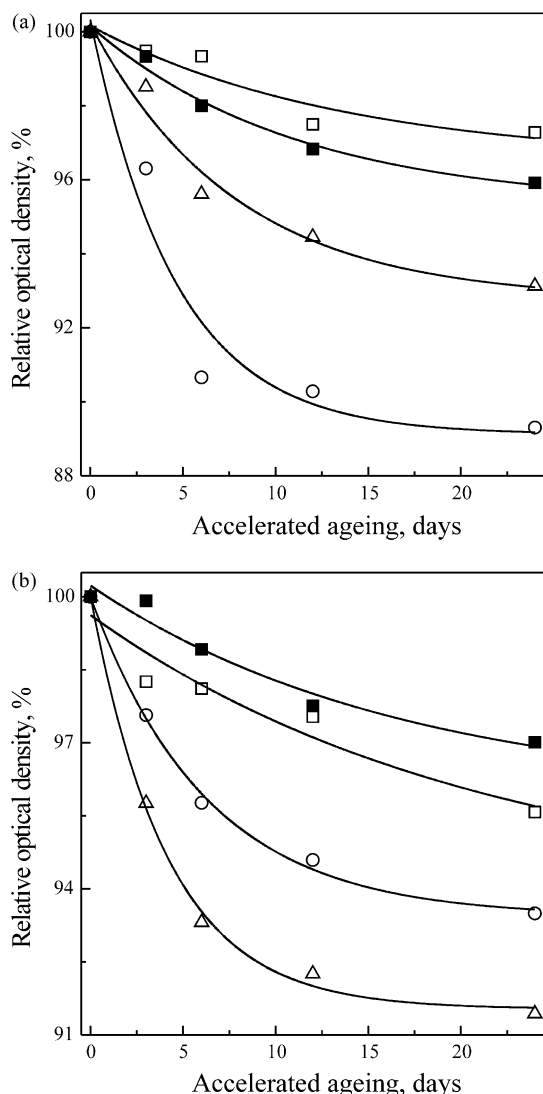 (a)
100
96
92
88
Relative optical density, %
0 5 10 15 20
Accelerated ageing, days
(b)
100
97
94
91
Relative optical density, %
0 5 10 15 20
Accelerated ageing, days